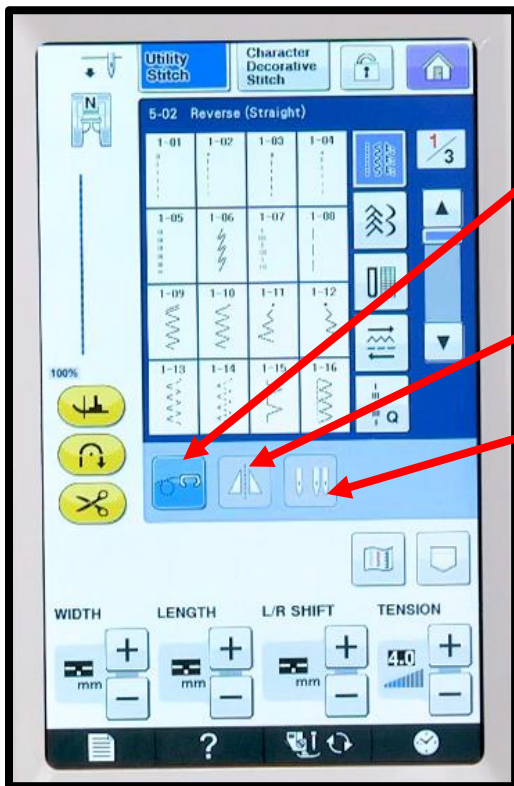 Utility
Stitch
Character
Decorative
Stitch
N
5-02 Reverse (Straight)
1-01 1-02 1-03 1-04
1/3
1-05 1-06 1-07 1-08
1-09 1-10 1-11 1-12
1-13 1-14 1-15 1-16
100%
Q
WIDTH LENGTH L/R SHIFT TENSION
mm + mm + mm + 4.0 +
− − − −
?